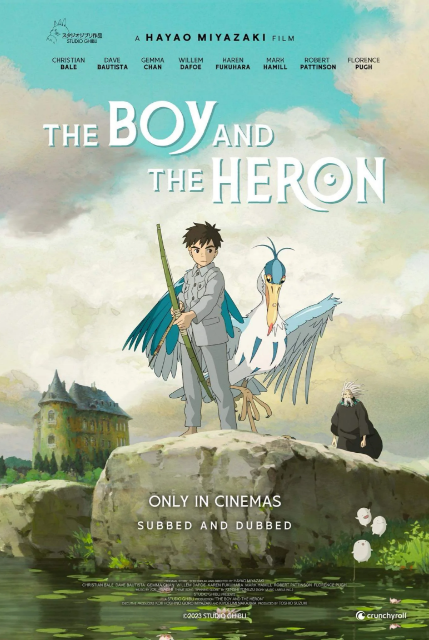 スタジオジブリ作品
STUDIO GHIBLI
A HAYAO MIYAZAKI FILM
CHRISTIAN BALE
DAVE BAUTISTA
GEMMA CHAN
WILLEM DAFOE
KAREN FUKUHARA
MARK HAMILL
ROBERT PATTINSON
FLORENCE PUGH
THE BOY AND
THE HERON
ONLY IN CINEMAS
SUBBED AND DUBBED
©2023 STUDIO GHIBLI
crunchyroll